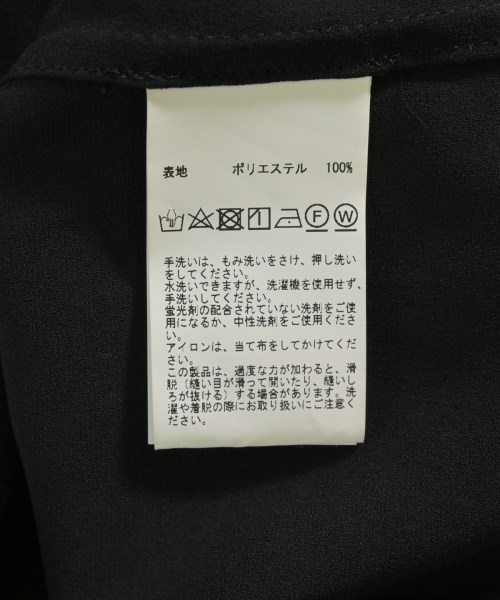 表地 ポリエステル 100%
F W
手洗いは、もみ洗いをさけ、押し洗い
をしてください。
水洗いできますが、洗濯機を使用せず、
手洗いしてください。
蛍光剤の配合されていない洗剤をご使
用になるか、中性洗剤をご使用くださ
い。
アイロンは、当て布をしてかけてくだ
さい。
この製品は、過度な力が加わると、滑
脱（縫い目が滑って開いたり、縫いし
ろが抜ける）する場合があります。洗
濯や着脱の際にお取り扱いにご注意く
ださい。